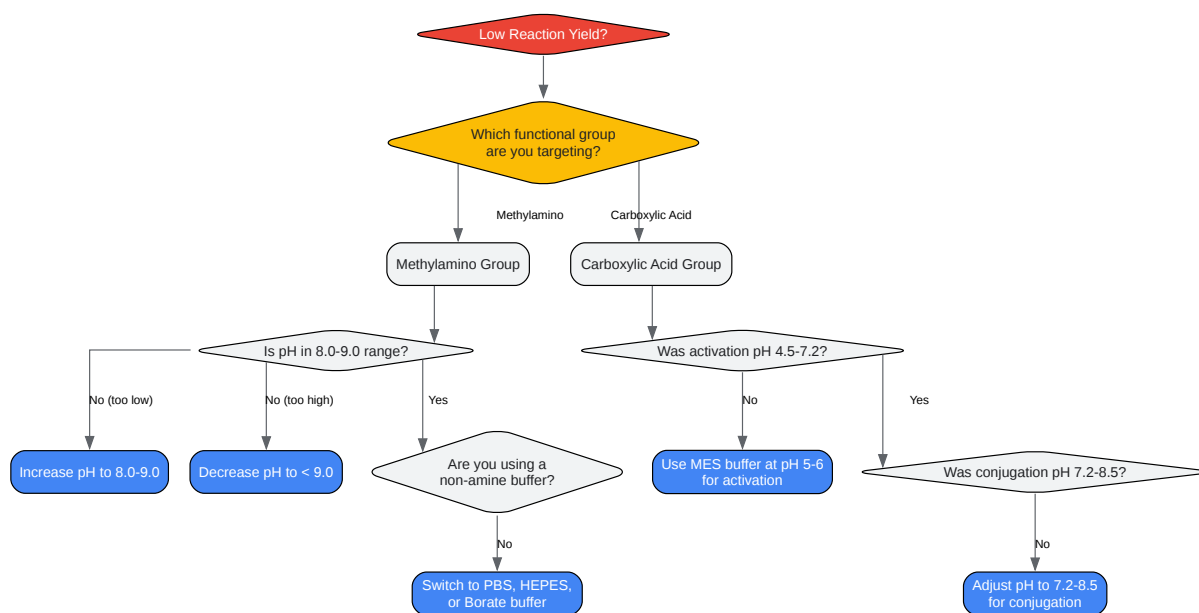 Low Reaction Yield?
Which functional group
are you targeting?
Methylamino
Carboxylic Acid
Methylamino Group
Carboxylic Acid Group
Is pH in 8.0-9.0 range?
Was activation pH 4.5-7.2?
No (too low)
No (too high)
Yes
No
Yes
Increase pH to 8.0-9.0
Decrease pH to < 9.0
Are you using a
non-amine buffer?
Use MES buffer at pH 5-6
for activation
Was conjugation pH 7.2-8.5?
No
No
Switch to PBS, HEPES,
or Borate buffer
Adjust pH to 7.2-8.5
for conjugation